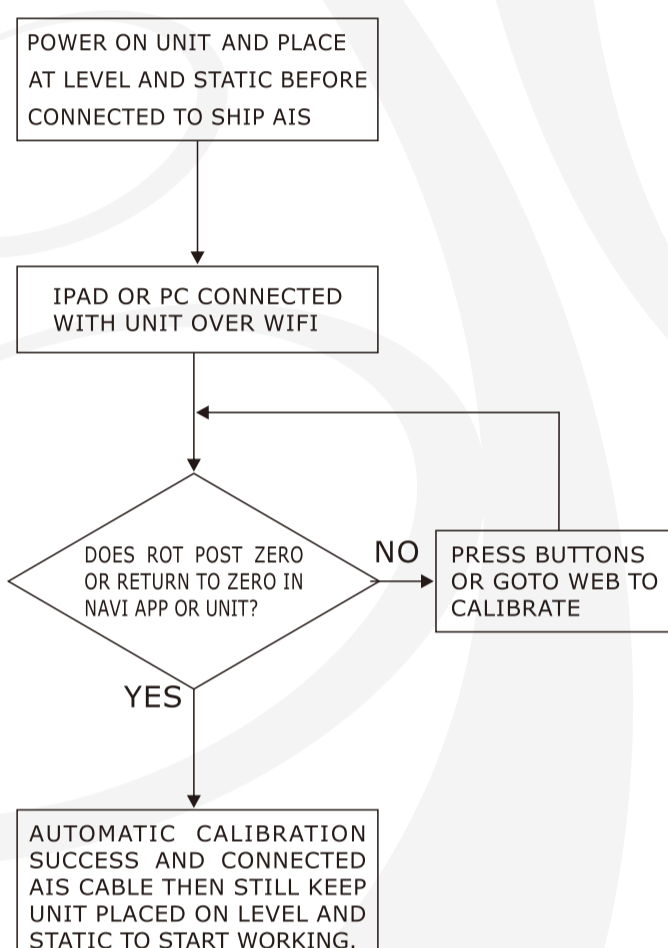 POWER ON UNIT AND PLACE
AT LEVEL AND STATIC BEFORE
CONNECTED TO SHIP AIS
IPAD OR PC CONNECTED
WITH UNIT OVER WIFI
DOES ROT POST ZERO
OR RETURN TO ZERO IN
NAVI APP OR UNIT?
NO
PRESS BUTTONS
OR GOTO WEB TO
CALIBRATE
YES
AUTOMATIC CALIBRATION
SUCCESS AND CONNECTED
AIS CABLE THEN STILL KEEP
UNIT PLACED ON LEVEL AND
STATIC TO START WORKING.